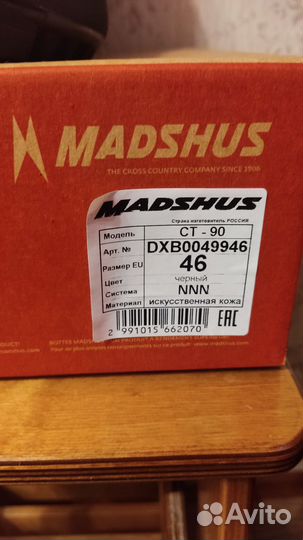 MADSHUS
THE CROSS COUNTRY COMPANY SINCE 1906
MADSHUS
Страна изготовитель РОССИЯ
Модель CT - 90
Арт. № DXB0049946
Размер EU 46
Цвет черный
Система NNN
Материал искусственная кожа
2 991015 662070 >
EAC
Avito